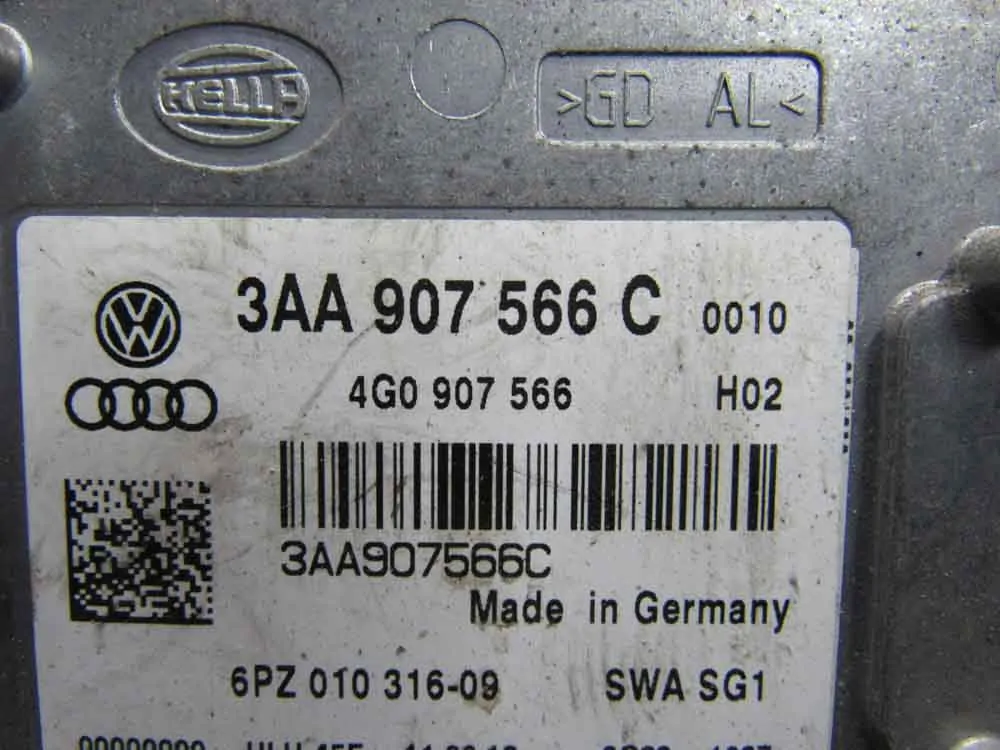 HELLA
>GD AL<
3AA 907 566 C 0010
4G0 907 566 H02
3AA907566C
Made in Germany
6PZ 010 316-09 SWA SG1